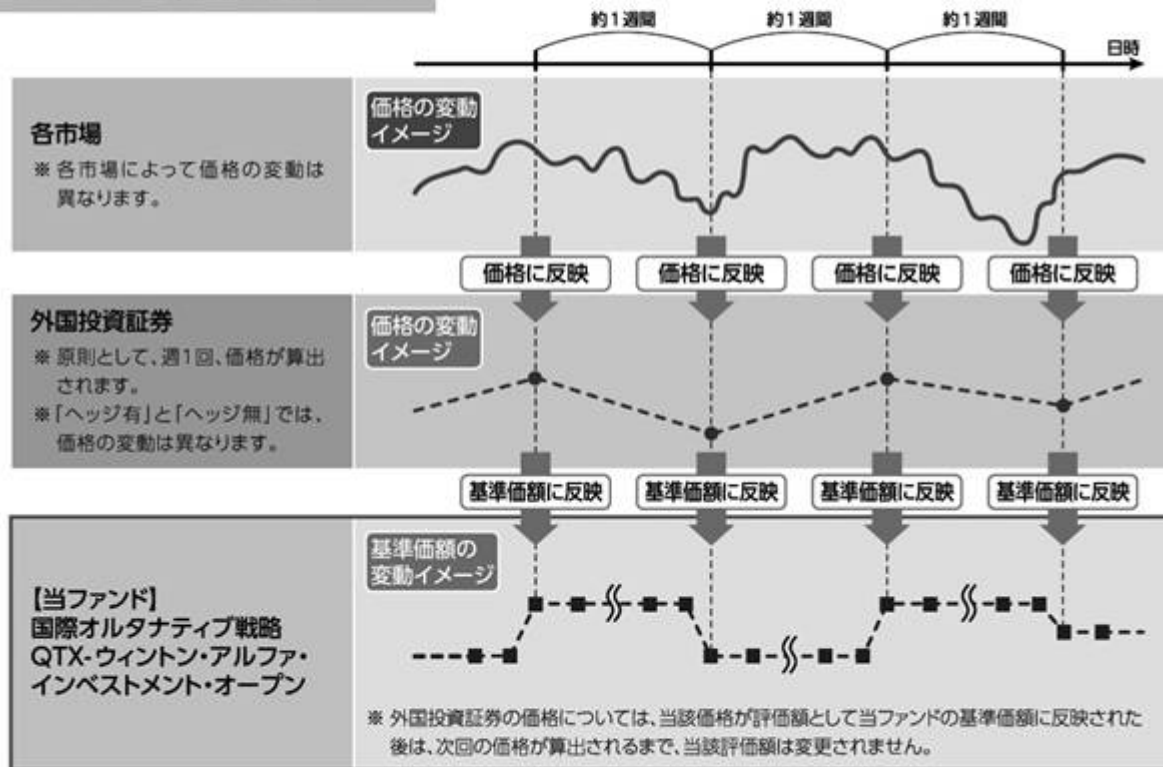 約1週間
約1週間
約1週間
日時
各市場
※ 各市場によって価格の変動は
異なります。
価格の変動
イメージ
価格に反映
価格に反映
価格に反映
価格に反映
外国投資証券
※ 原則として、週1回、価格が算出
されます。
※「ヘッジ有」と「ヘッジ無」では、
価格の変動は異なります。
価格の変動
イメージ
基準価額に反映
基準価額に反映
基準価額に反映
基準価額に反映
【当ファンド】
国際オルタナティブ戦略
QTX-ウィントン・アルファ・
インベストメント・オープン
基準価額の
変動イメージ
※ 外国投資証券の価格については、当該価格が評価額として当ファンドの基準価額に反映された
後は、次回の価格が算出されるまで、当該評価額は変更されません。